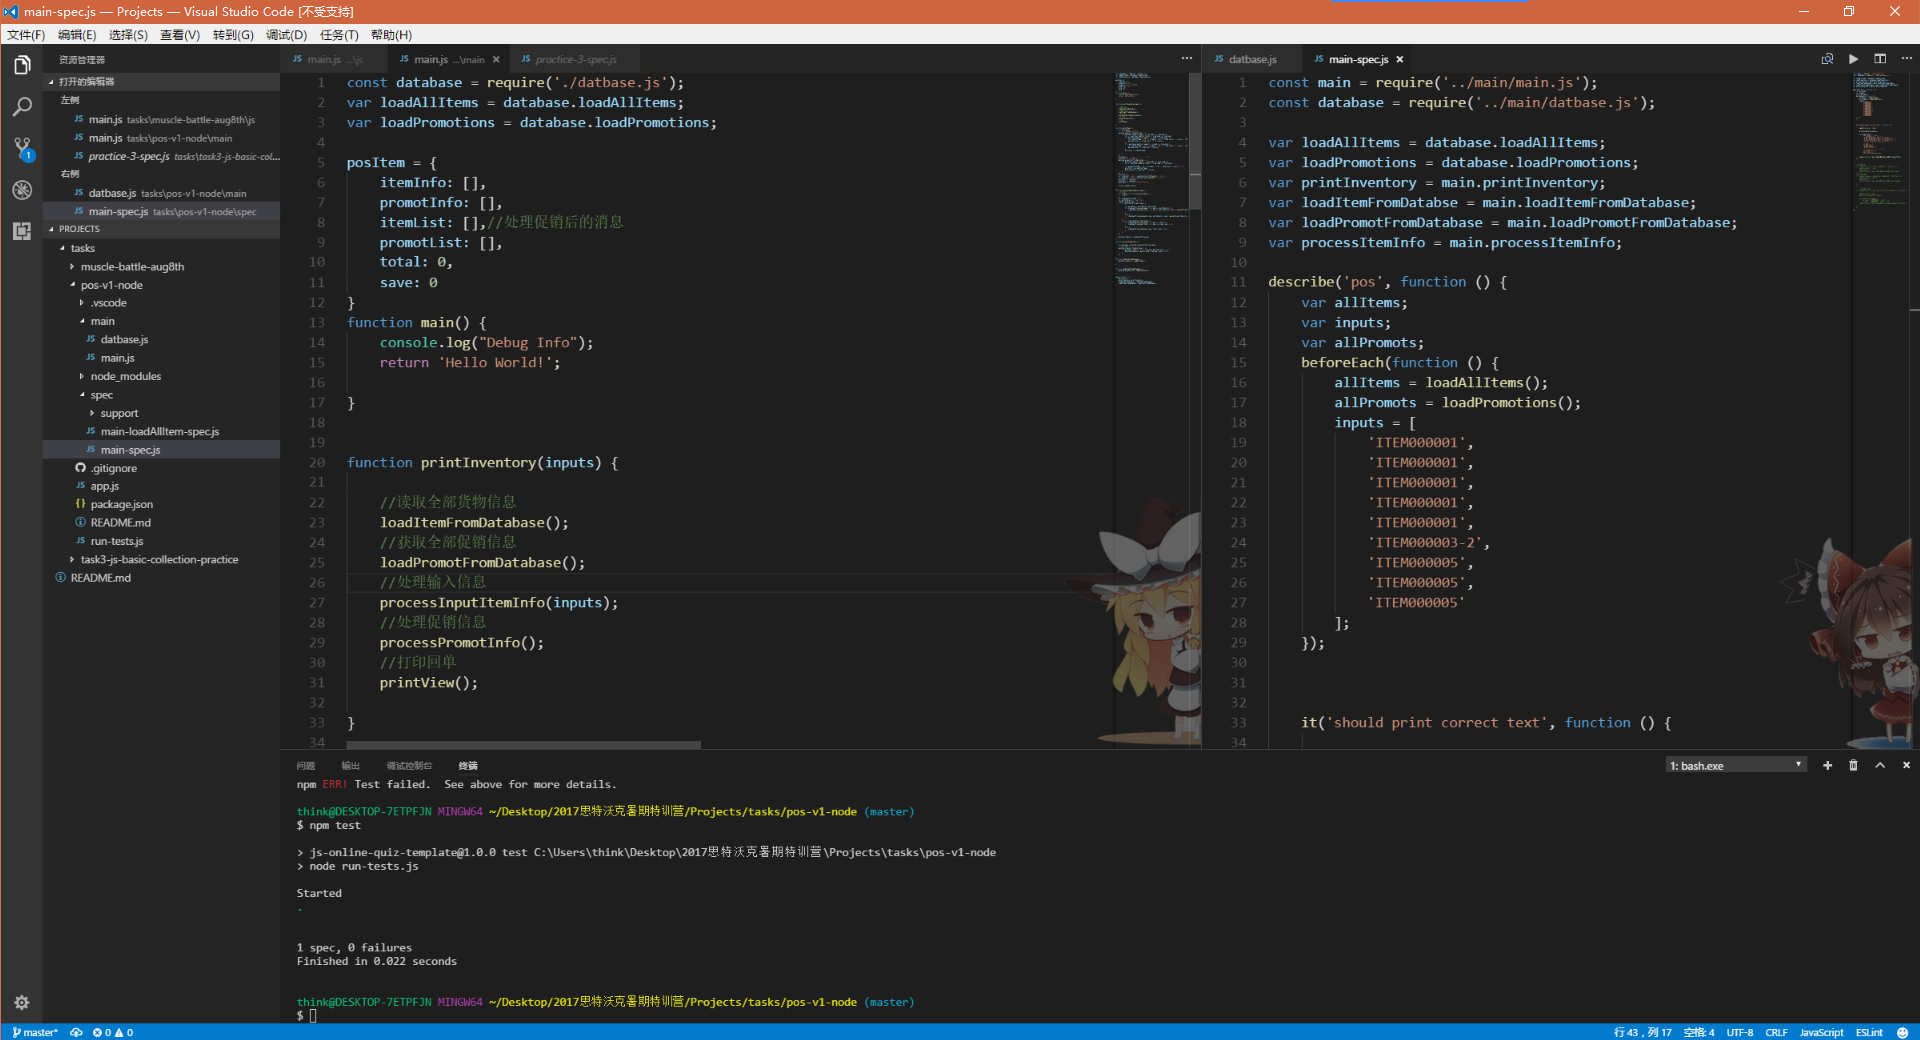 main-spec.js — Projects — Visual Studio Code [不受支持]
文件(F) 编辑(E) 选择(S) 查看(V) 转到(G) 调试(D) 任务(T) 帮助(H)
资源管理器
打开的编辑器
左侧
JS main.js tasks\muscle-battle-aug8th\js
JS main.js tasks\pos-v1-node\main
JS practice-3-spec.js tasks\task3-js-basic-col...
右侧
JS datbase.js tasks\pos-v1-node\main
JS main-spec.js tasks\pos-v1-node\spec
PROJECTS
tasks
muscle-battle-aug8th
pos-v1-node
.vscode
main
JS datbase.js
JS main.js
node_modules
spec
support
JS main-loadAllItem-spec.js
JS main-spec.js
.gitignore
JS app.js
{} package.json
README.md
JS run-tests.js
task3-js-basic-collection-practice
README.md
JS main.js ...\js JS main.js ...\main × JS practice-3-spec.js ...
1 const database = require('./datbase.js');
2 var loadAllItems = database.loadAllItems;
3 var loadPromotions = database.loadPromotions;
4
5 posItem = {
6 itemInfo: [],
7 promotInfo: [],
8 itemList: [],//处理促销后的消息
9 promotList: [],
10 total: 0,
11 save: 0
12 }
13 function main() {
14 console.log("Debug Info");
15 return 'Hello World!';
16
17 }
18
19
20 function printInventory(inputs) {
21
22 //读取全部货物信息
23 loadItemFromDatabase();
24 //获取全部促销信息
25 loadPromotFromDatabase();
26 //处理输入信息
27 processInputItemInfo(inputs);
28 //处理促销信息
29 processPromotInfo();
30 //打印回单
31 printView();
32
33 }
34
JS datbase.js JS main-spec.js × ...
1 const main = require('../main/main.js');
2 const database = require('../main/datbase.js');
3
4 var loadAllItems = database.loadAllItems;
5 var loadPromotions = database.loadPromotions;
6 var printInventory = main.printInventory;
7 var loadItemFromDatabse = main.loadItemFromDatabase;
8 var loadPromotFromDatabase = main.loadPromotFromDatabase;
9 var processItemInfo = main.processItemInfo;
10
11 describe('pos', function () {
12 var allItems;
13 var inputs;
14 var allPromots;
15 beforeEach(function () {
16 allItems = loadAllItems();
17 allPromots = loadPromotions();
18 inputs = [
19 'ITEM000001',
20 'ITEM000001',
21 'ITEM000001',
22 'ITEM000001',
23 'ITEM000001',
24 'ITEM000003-2',
25 'ITEM000005',
26 'ITEM000005',
27 'ITEM000005'
28 ];
29 });
30
31
32
33 it('should print correct text', function () {
34
问题 输出 调试控制台 终端 1: bash.exe
npm ERR! Test failed. See above for more details.
think@DESKTOP-7ETPFJN MINGW64 ~/Desktop/2017思特沃克暑期特训营/Projects/tasks/pos-v1-node (master)
$ npm test
> js-online-quiz-template@1.0.0 test C:\Users\think\Desktop\2017思特沃克暑期特训营\Projects\tasks\pos-v1-node
> node run-tests.js
Started
.
1 spec, 0 failures
Finished in 0.022 seconds
think@DESKTOP-7ETPFJN MINGW64 ~/Desktop/2017思特沃克暑期特训营/Projects/tasks/pos-v1-node (master)
$
master* 0 0 行 43，列 17 空格: 4 UTF-8 CRLF JavaScript ESLint